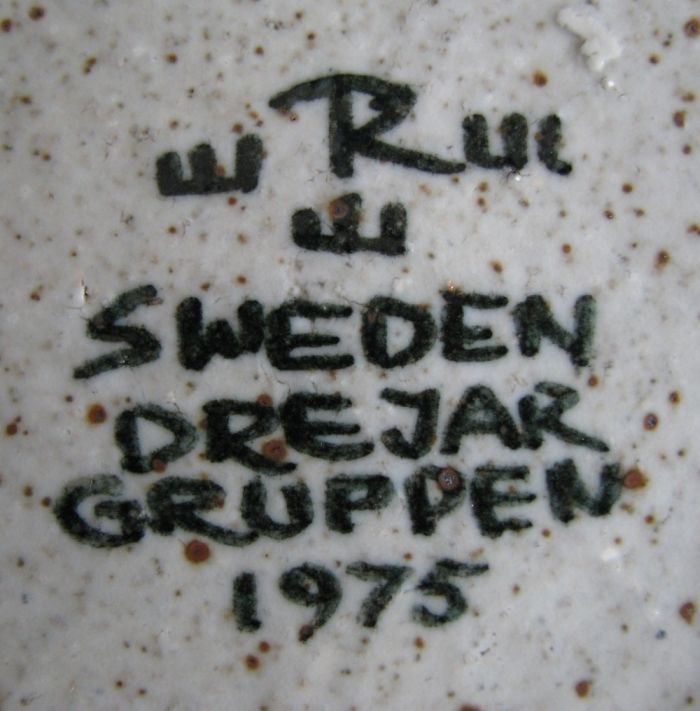 R
SWEDEN
DREJAR
GRUPPEN
1975